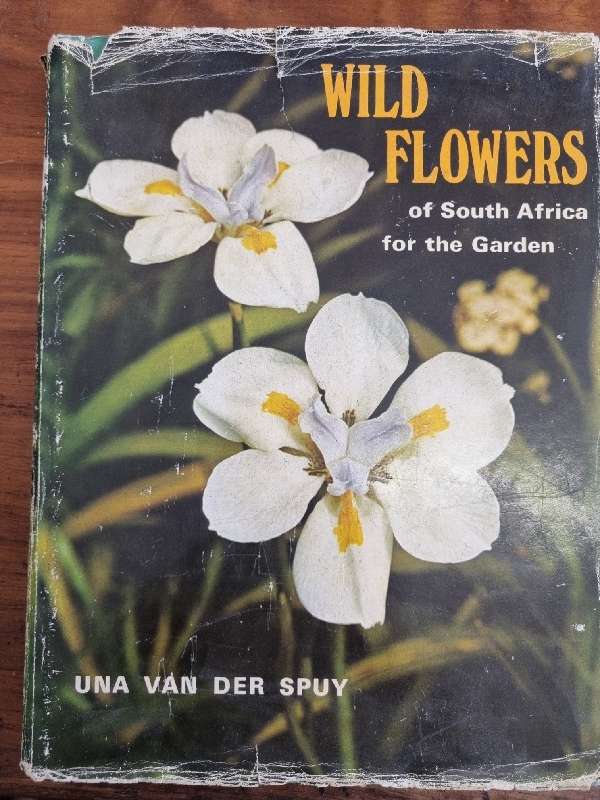 WILD
FLOWERS
of South Africa
for the Garden
UNA VAN DER SPUY